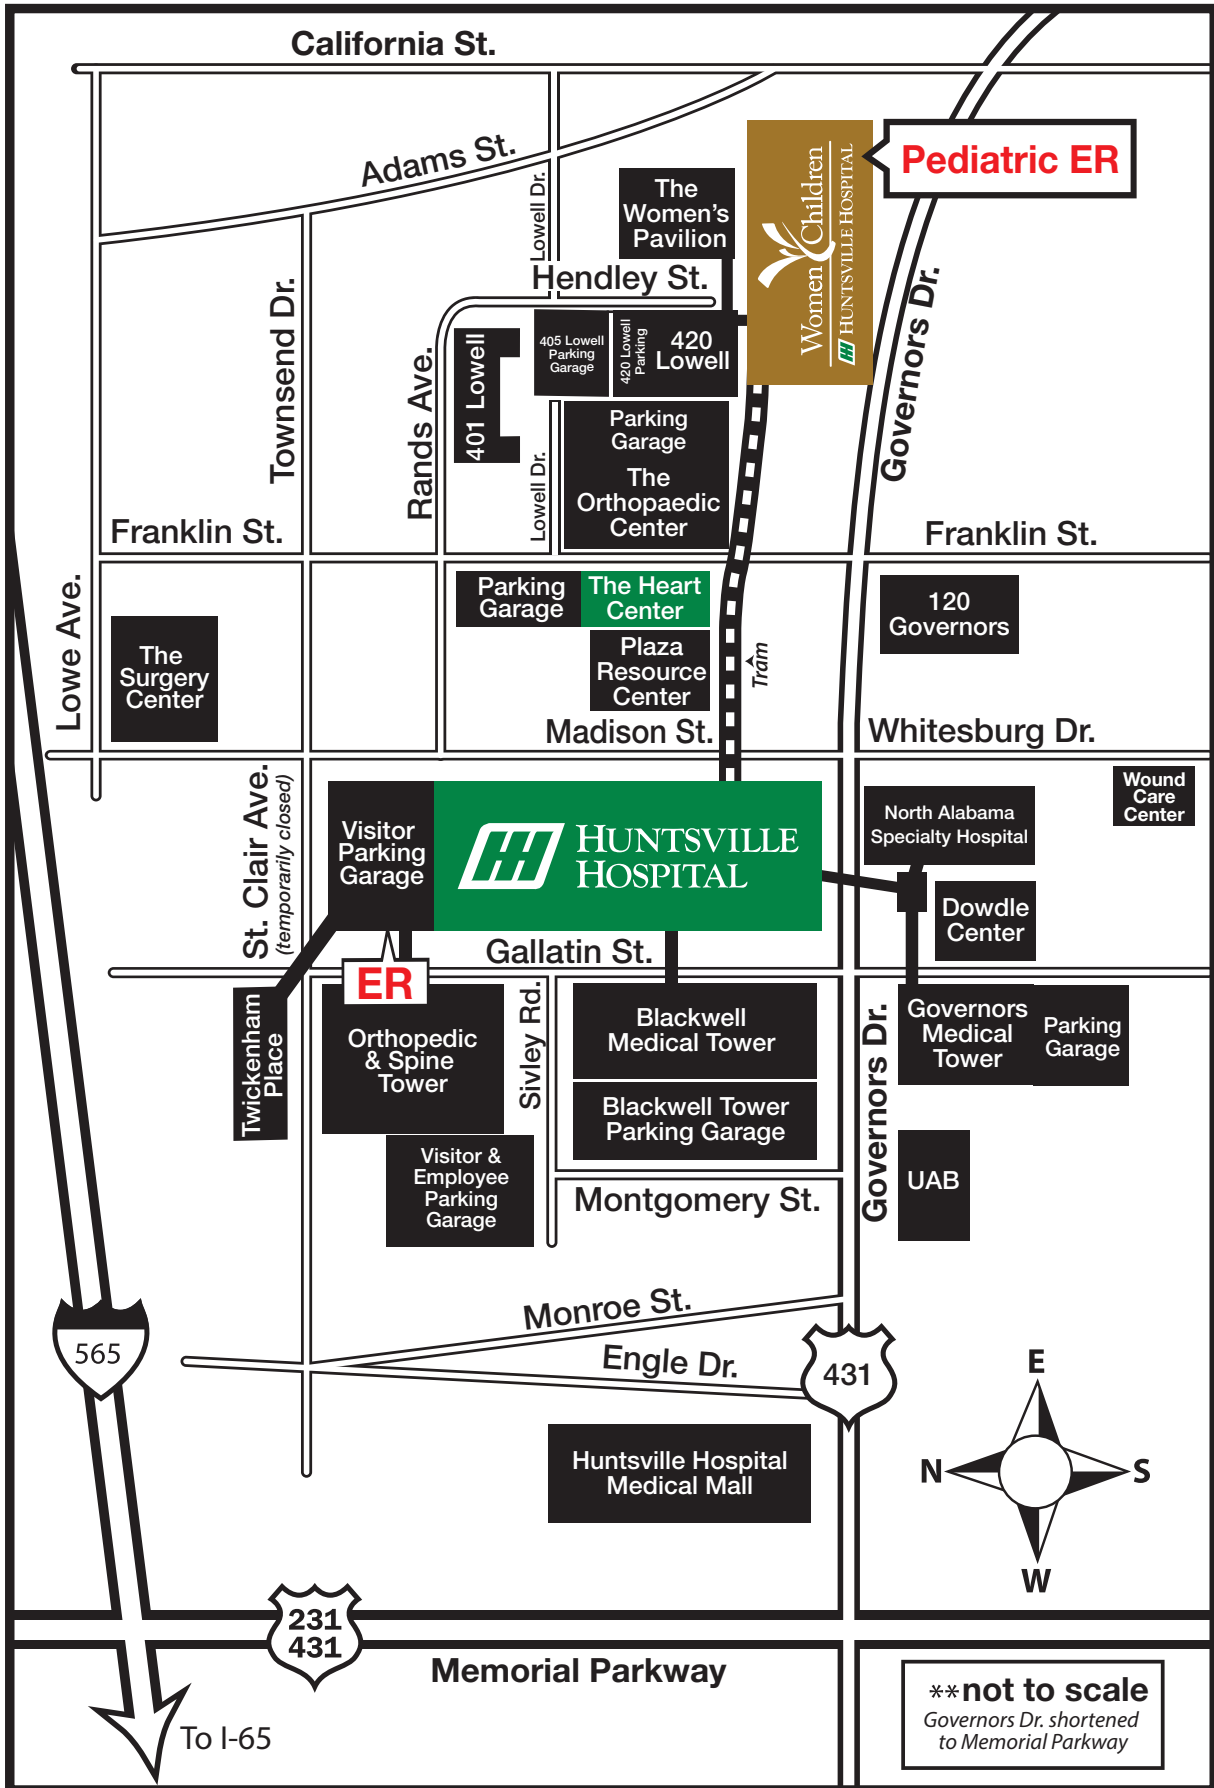 California St.
Adams St.
Pediatric ER
Women Children
HUNTSVILLE HOSPITAL
The
Women's
Pavilion
Lowell Dr.
Hendley St.
Townsend Dr.
Rands Ave.
401 Lowell
405 Lowell
Parking
Garage
420 Lowell
Parking
420
Lowell
Governors Dr.
Parking
Garage
The
Orthopaedic
Center
Lowell Dr.
Franklin St.
Franklin St.
Lowe Ave.
The
Surgery
Center
Parking
Garage
The Heart
Center
Plaza
Resource
Center
Tram
120
Governors
Madison St.
Whitesburg Dr.
St. Clair Ave.
(temporarily closed)
Visitor
Parking
Garage
HUNTSVILLE
HOSPITAL
North Alabama
Specialty Hospital
Wound
Care
Center
Dowdle
Center
Gallatin St.
ER
Twickenham
Place
Orthopedic
& Spine
Tower
Sivley Rd.
Blackwell
Medical Tower
Blackwell Tower
Parking Garage
Governors Dr.
Governors
Medical
Tower
Parking
Garage
Visitor &
Employee
Parking
Garage
Montgomery St.
UAB
Monroe St.
Engle Dr.
565
431
Huntsville Hospital
Medical Mall
E
N
S
W
231
431
Memorial Parkway
To I-65
**not to scale
Governors Dr. shortened
to Memorial Parkway